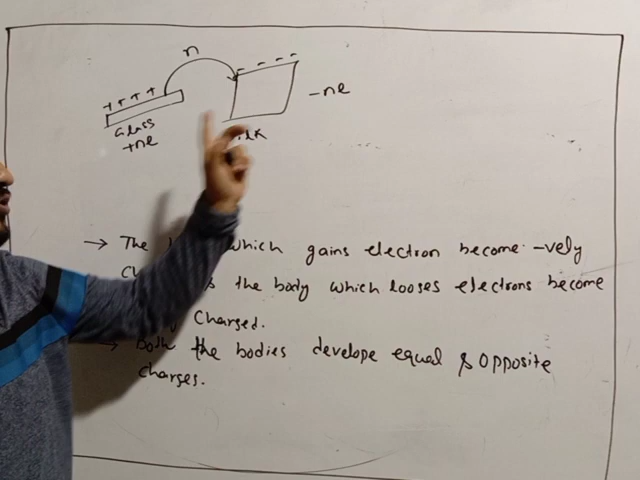 n
+ + + +
- - - -
Glass
+ne
-ne
→ The which gains electron become -vely
the body which looses electrons become
Charged.
→ Both the bodies develope equal & opposite
charges.